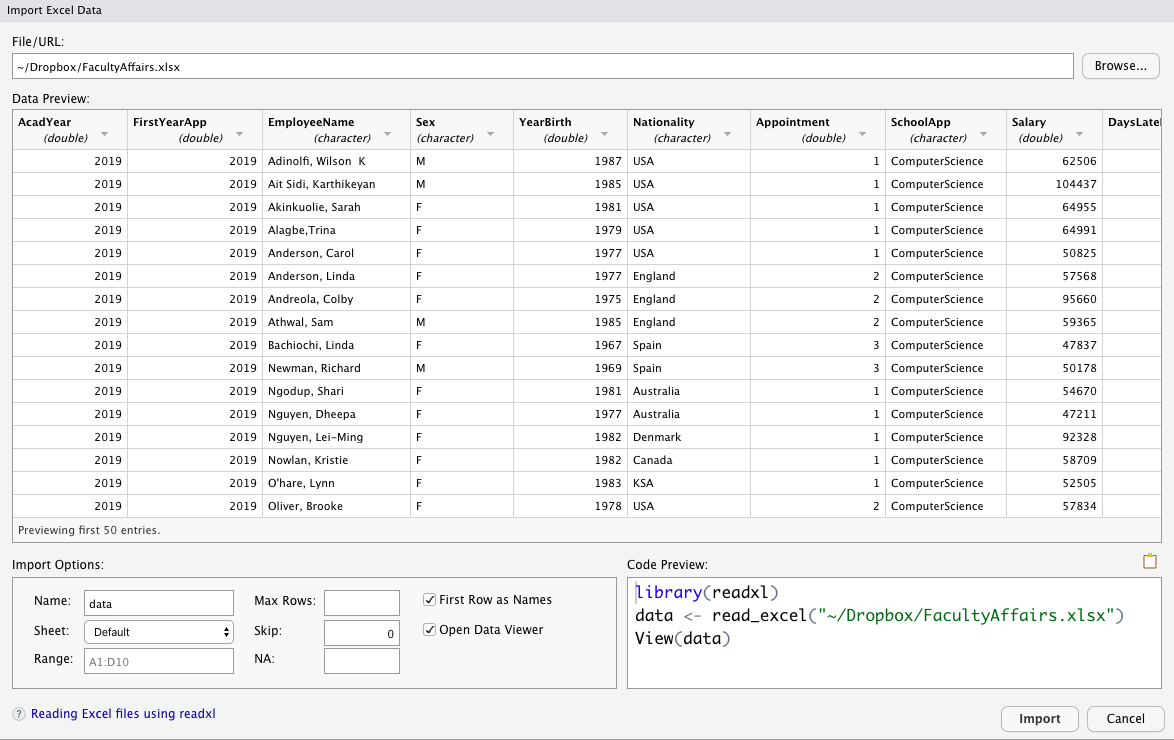 Import Excel Data
File/URL:
~/Dropbox/FacultyAffairs.xlsx Browse...
Data Preview:
AcadYear FirstYearApp EmployeeName Sex YearBirth Nationality Appointment SchoolApp Salary DaysLatel
(double) (double) (character) (character) (double) (character) (double) (character) (double)
2019 2019 Adinolfi, Wilson  K M 1987 USA 1 ComputerScience 62506
2019 2019 Ait Sidi, Karthikeyan M 1985 USA 1 ComputerScience 104437
2019 2019 Akinkuolie, Sarah F 1981 USA 1 ComputerScience 64955
2019 2019 Alagbe,Trina F 1979 USA 1 ComputerScience 64991
2019 2019 Anderson, Carol F 1977 USA 1 ComputerScience 50825
2019 2019 Anderson, Linda F 1977 England 2 ComputerScience 57568
2019 2019 Andreola, Colby F 1975 England 2 ComputerScience 95660
2019 2019 Athwal, Sam M 1985 England 2 ComputerScience 59365
2019 2019 Bachiochi, Linda F 1967 Spain 3 ComputerScience 47837
2019 2019 Newman, Richard M 1969 Spain 3 ComputerScience 50178
2019 2019 Ngodup, Shari F 1981 Australia 1 ComputerScience 54670
2019 2019 Nguyen, Dheepa F 1977 Australia 1 ComputerScience 47211
2019 2019 Nguyen, Lei-Ming F 1982 Denmark 1 ComputerScience 92328
2019 2019 Nowlan, Kristie F 1982 Canada 1 ComputerScience 58709
2019 2019 O'hare, Lynn F 1983 KSA 1 ComputerScience 52505
2019 2019 Oliver, Brooke F 1978 USA 2 ComputerScience 57834
Previewing first 50 entries.
Import Options:
Name: data Max Rows: First Row as Names
Sheet: Default Skip: 0 Open Data Viewer
Range: A1:D10 NA:
Code Preview:
library(readxl)
data <- read_excel("~/Dropbox/FacultyAffairs.xlsx")
View(data)
? Reading Excel files using readxl
Import Cancel